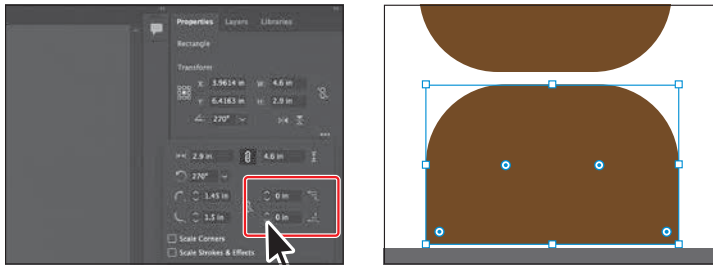 Properties Layers Libraries
Rectangle
Transform
X: 3.9614 in W: 4.6 in
Y: 6.4163 in H: 2.9 in
270°
2.9 in 4.6 in
270°
1.45 in 0 in
1.5 in 0 in
Scale Corners
Scale Strokes & Effects